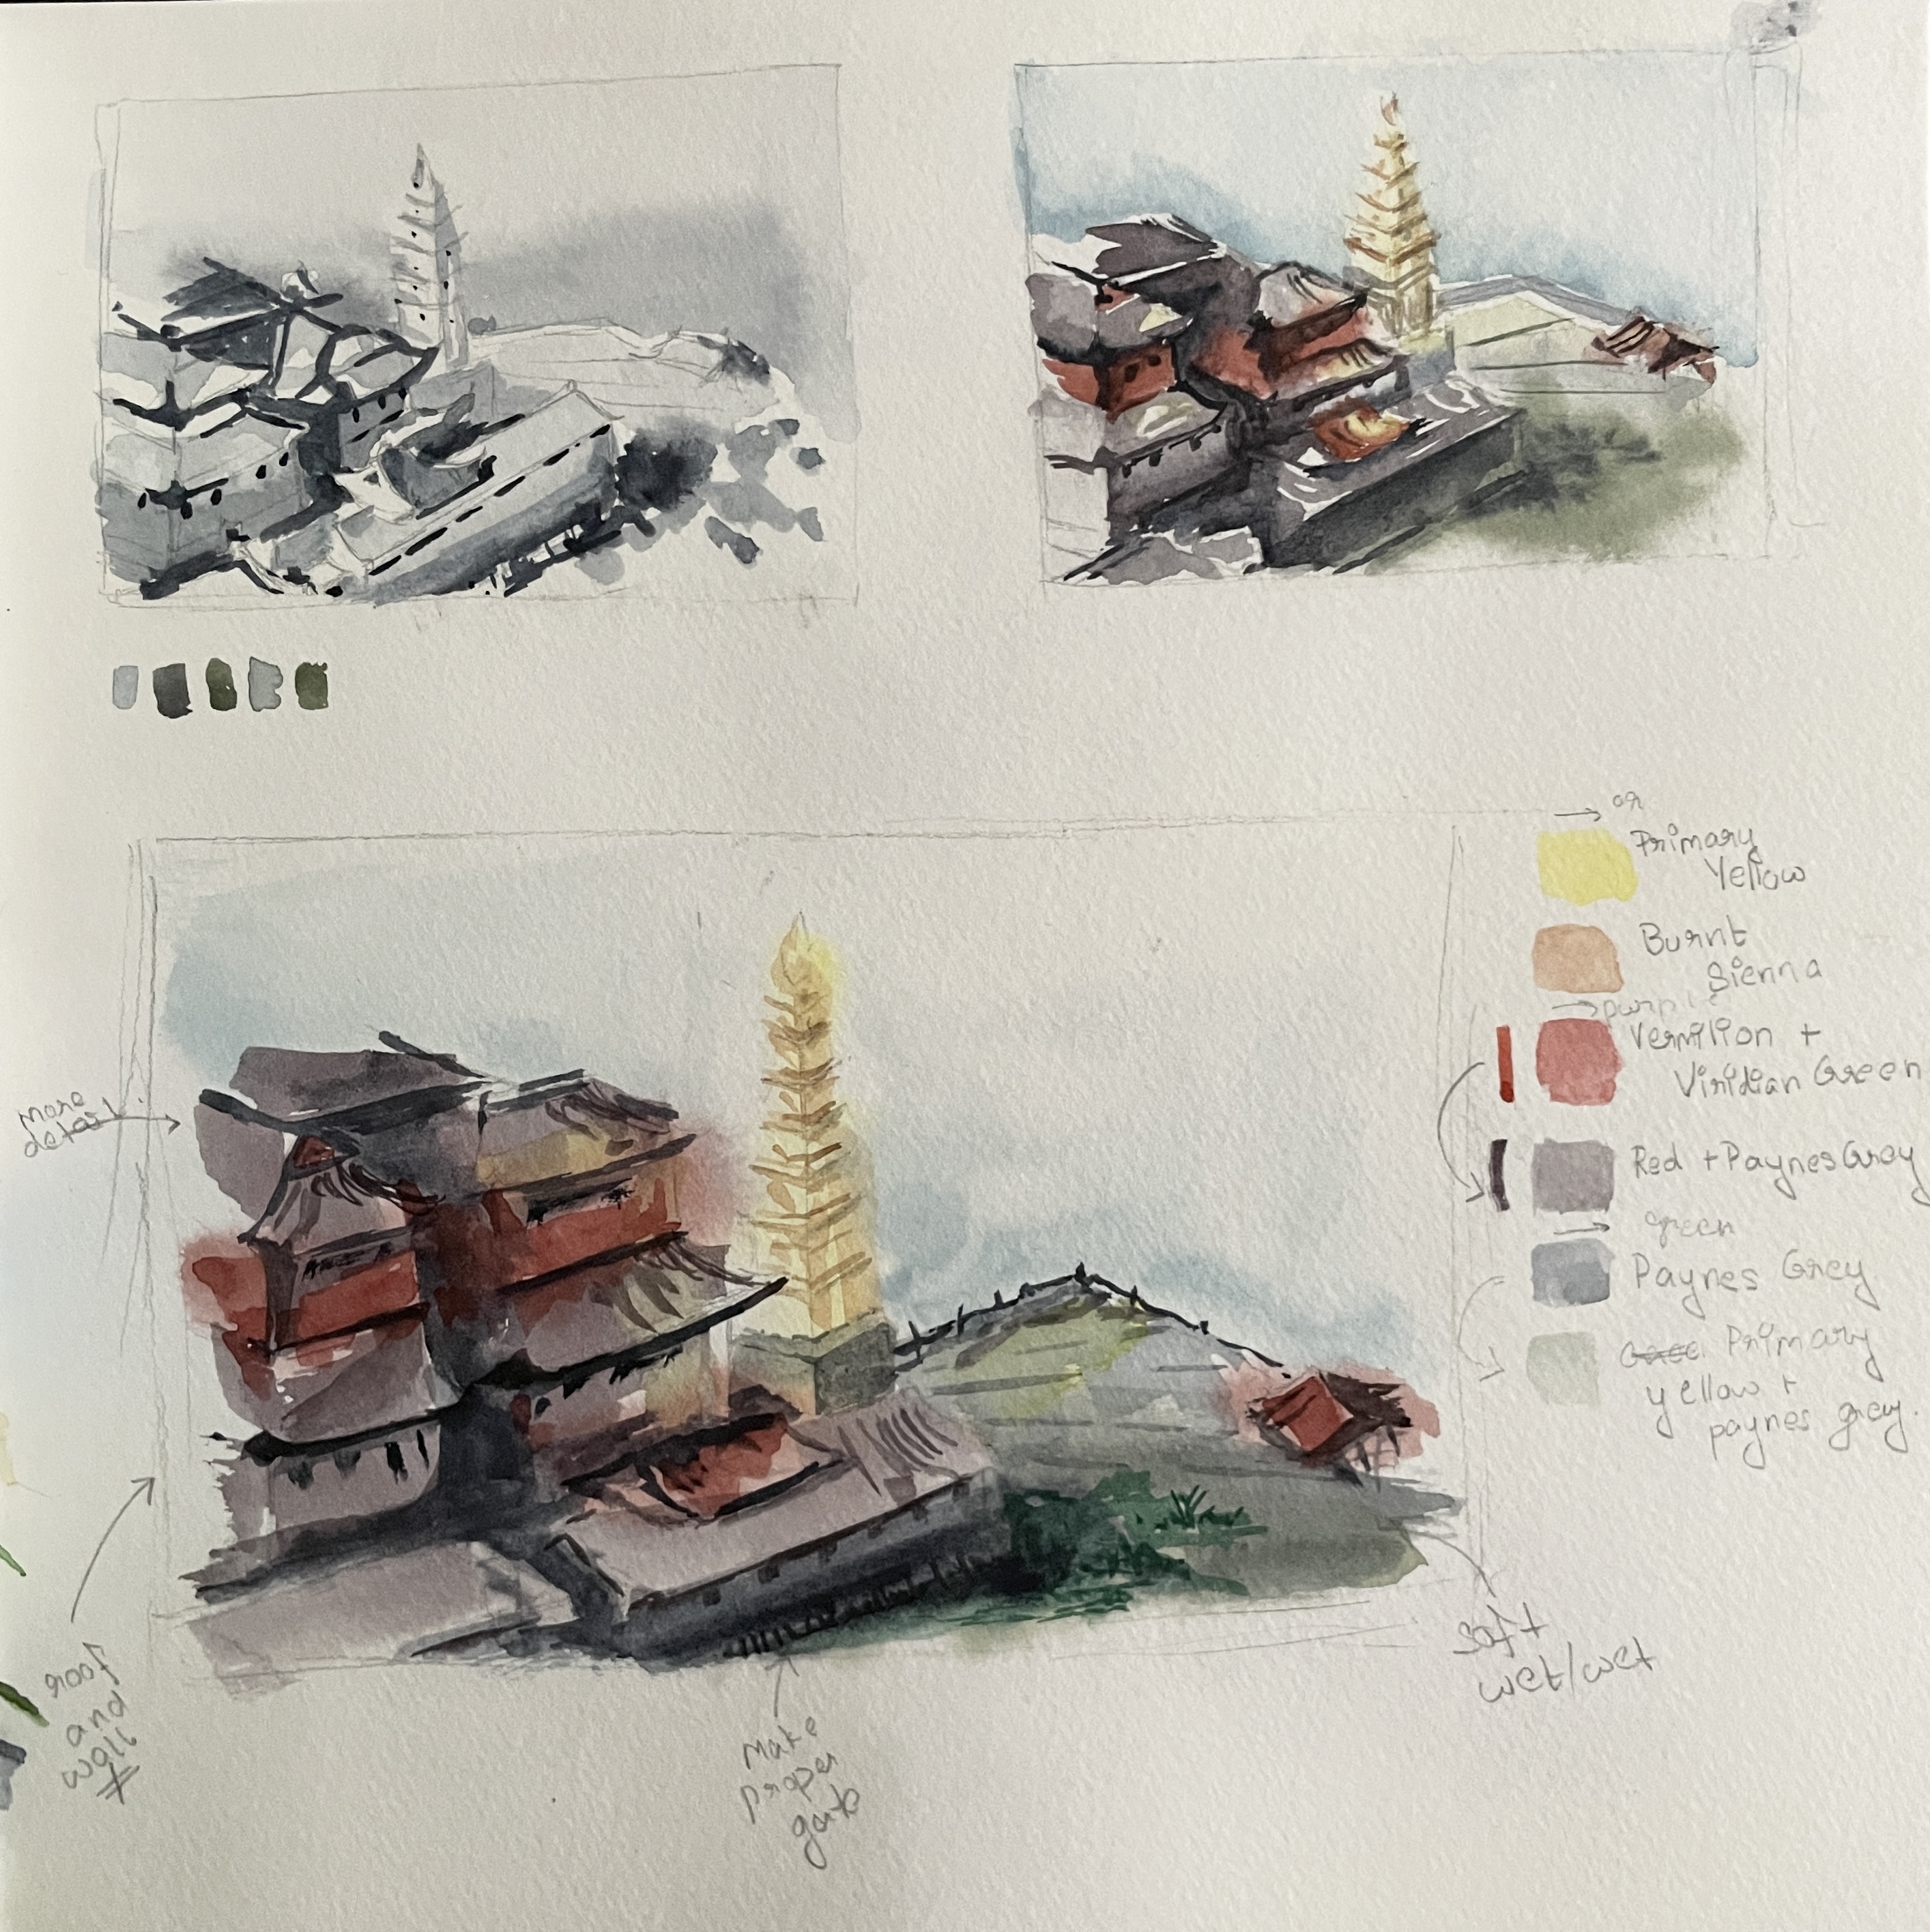 or
Primary
Yellow
Burnt
Sienna
purple
Vermilion +
Viridian Green
Red + Paynes Grey
green
Paynes Grey
Primary
yellow +
paynes grey.
more
detail
roof
and
wall
make
proper
gate
soft
wet/wet